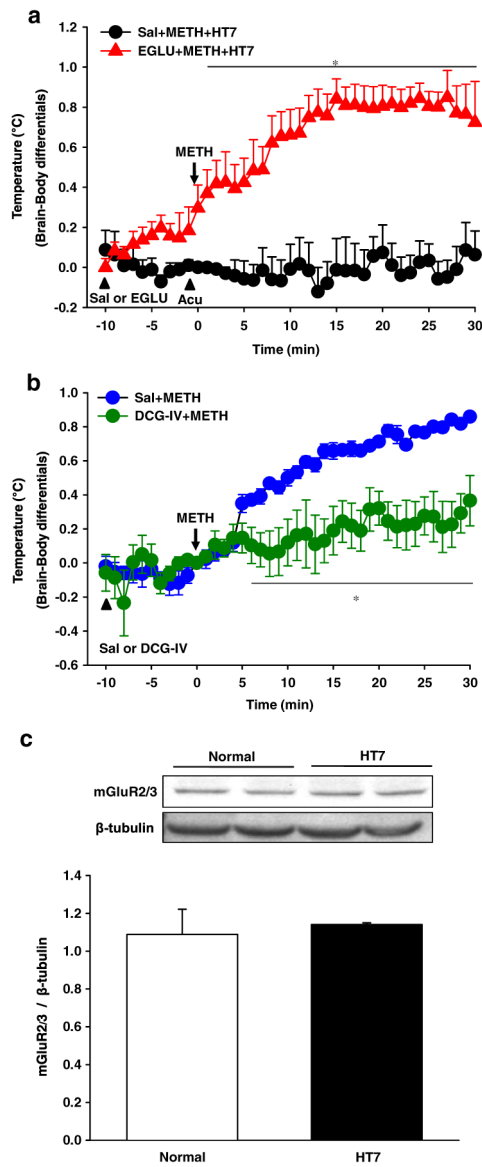 a
Sal+METH+HT7
EGLU+METH+HT7
*
1.0
0.8
0.6
0.4
0.2
0.0
-0.2
Temperature (°C)
(Brain-Body differentials)
METH
Sal or EGLU
Acu
-10
-5
0
5
10
15
20
25
30
Time (min)
b
Sal+METH
DCG-IV+METH
1.0
0.8
0.6
0.4
0.2
0.0
-0.2
-0.4
-0.6
Temperature (°C)
(Brain-Body differentials)
METH
*
Sal or DCG-IV
-10
-5
0
5
10
15
20
25
30
Time (min)
c
Normal
HT7
mGluR2/3
β-tubulin
1.4
1.2
1.0
0.8
0.6
0.4
0.2
0.0
mGluR2/3 / β-tubulin
Normal
HT7